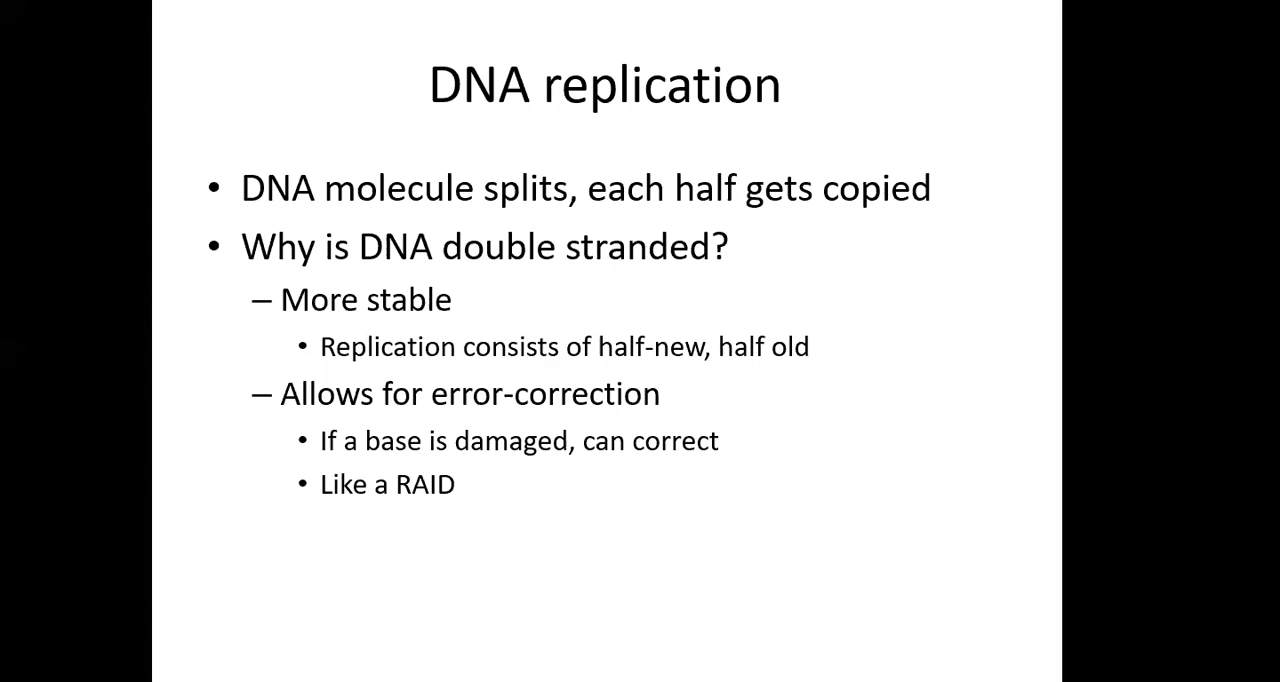 DNA replication
• DNA molecule splits, each half gets copied
• Why is DNA double stranded?
– More stable
• Replication consists of half-new, half old
– Allows for error-correction
• If a base is damaged, can correct
• Like a RAID